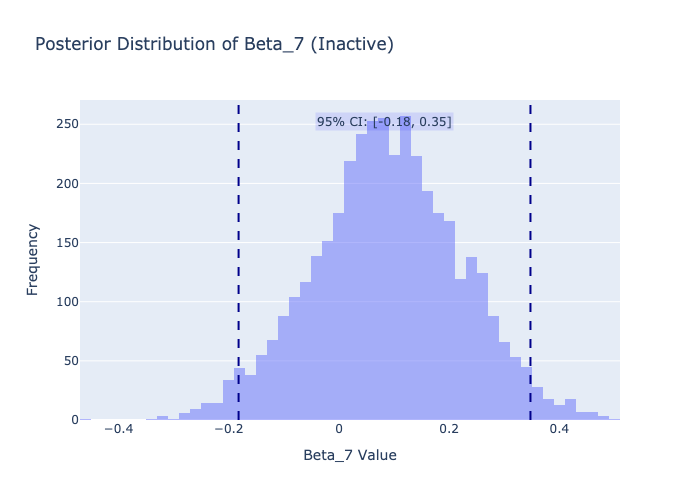 Posterior Distribution of Beta_7 (Inactive)
95% CI: [-0.18, 0.35]
250
200
150
100
50
0
Frequency
−0.4
−0.2
0
0.2
0.4
Beta_7 Value